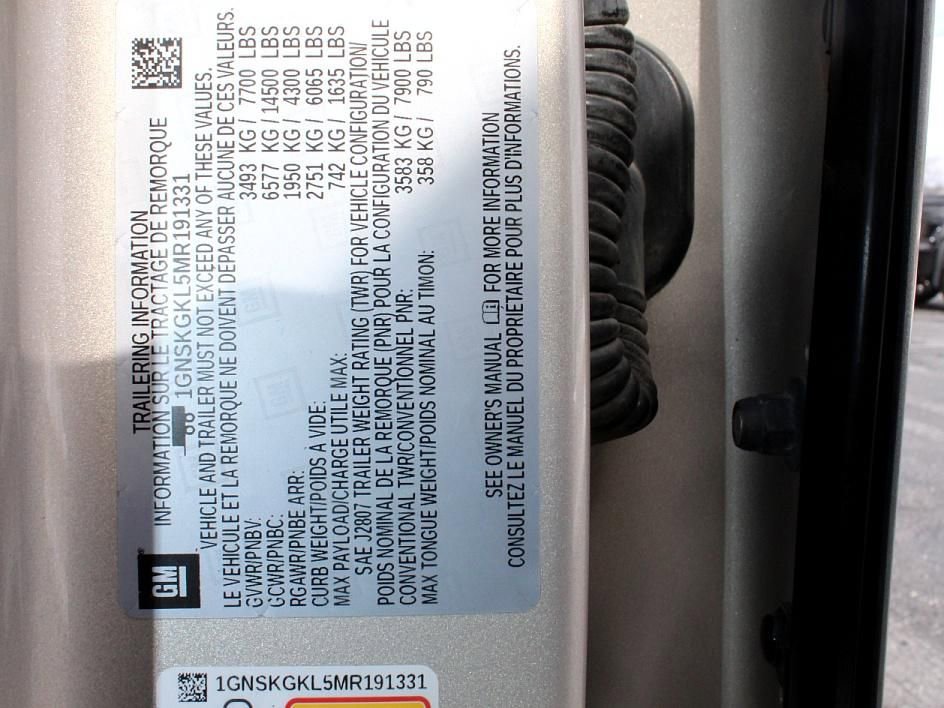 GM
TRAILERING INFORMATION
INFORMATION SUR LE TRACTAGE DE REMORQUE
1GNSKGKL5MR191331
VEHICLE AND TRAILER MUST NOT EXCEED ANY OF THESE VALUES.
LE VEHICULE ET LA REMORQUE NE DOIVENT DEPASSER AUCUNE DE CES VALEURS.
GVWR/PNBV: 3493 KG / 7700 LBS
GCWR/PNBC: 6577 KG / 14500 LBS
RGAWR/PNBE ARR: 1950 KG / 4300 LBS
CURB WEIGHT/POIDS A VIDE: 2751 KG / 6065 LBS
MAX PAYLOAD/CHARGE UTILE MAX: 742 KG / 1635 LBS
SAE J2807 TRAILER WEIGHT RATING (TWR) FOR VEHICLE CONFIGURATION/
POIDS NOMINAL DE LA REMORQUE (PNR) POUR LA CONFIGURATION DU VÉHICULE
CONVENTIONAL TWR/CONVENTIONNEL PNR: 3583 KG / 7900 LBS
MAX TONGUE WEIGHT/POIDS NOMINAL AU TIMON: 358 KG / 790 LBS
SEE OWNER'S MANUAL FOR MORE INFORMATION
CONSULTEZ LE MANUEL DU PROPRIÉTAIRE POUR PLUS D'INFORMATIONS.
1GNSKGKL5MR191331